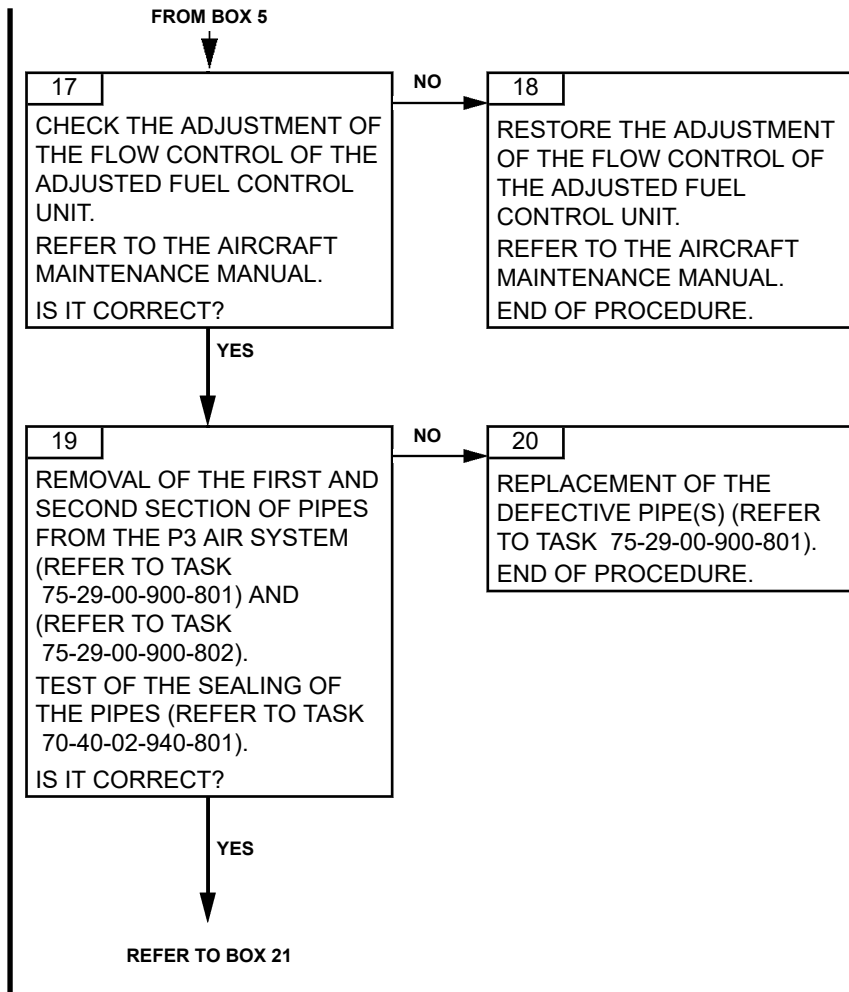 FROM BOX 5
17
CHECK THE ADJUSTMENT OF
THE FLOW CONTROL OF THE
ADJUSTED FUEL CONTROL
UNIT.
REFER TO THE AIRCRAFT
MAINTENANCE MANUAL.
IS IT CORRECT?
NO
18
RESTORE THE ADJUSTMENT
OF THE FLOW CONTROL OF
THE ADJUSTED FUEL
CONTROL UNIT.
REFER TO THE AIRCRAFT
MAINTENANCE MANUAL.
END OF PROCEDURE.
YES
19
REMOVAL OF THE FIRST AND
SECOND SECTION OF PIPES
FROM THE P3 AIR SYSTEM
(REFER TO TASK
75-29-00-900-801) AND
(REFER TO TASK
75-29-00-900-802).
TEST OF THE SEALING OF
THE PIPES (REFER TO TASK
70-40-02-940-801).
IS IT CORRECT?
NO
20
REPLACEMENT OF THE
DEFECTIVE PIPE(S) (REFER
TO TASK 75-29-00-900-801).
END OF PROCEDURE.
YES
REFER TO BOX 21